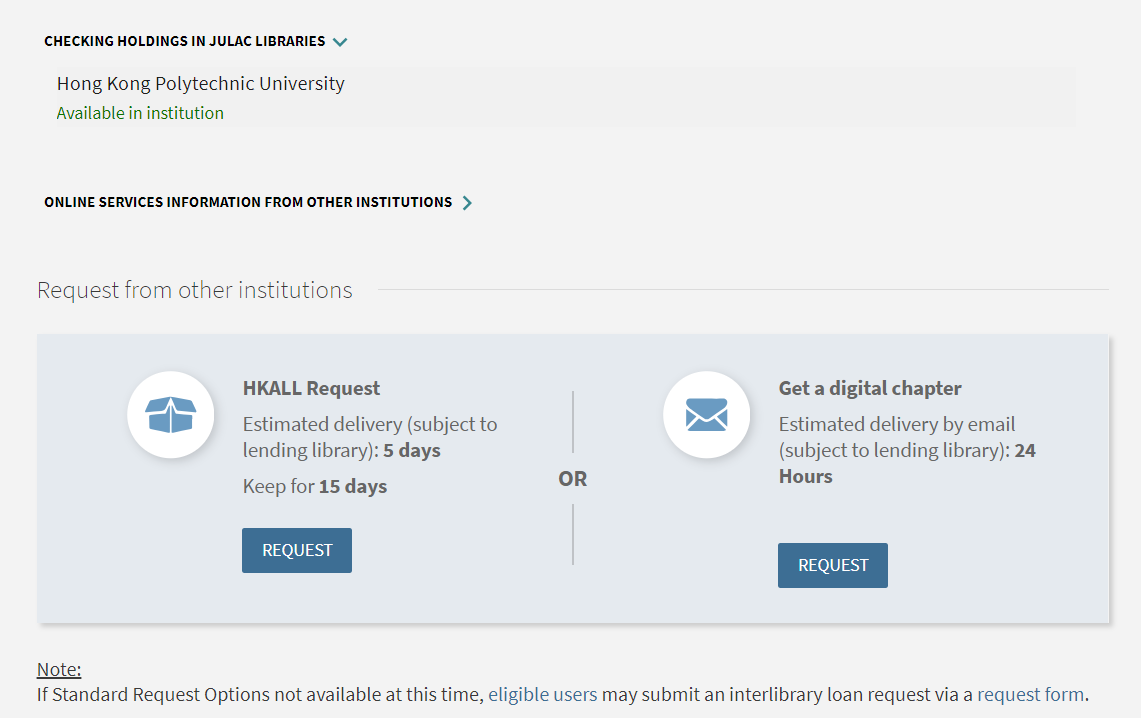 CHECKING HOLDINGS IN JULAC LIBRARIES
Hong Kong Polytechnic University
Available in institution
ONLINE SERVICES INFORMATION FROM OTHER INSTITUTIONS
Request from other institutions
HKALL Request
Estimated delivery (subject to
lending library): 5 days
Keep for 15 days
REQUEST
OR
Get a digital chapter
Estimated delivery by email
(subject to lending library): 24
Hours
REQUEST
Note:
If Standard Request Options not available at this time, eligible users may submit an interlibrary loan request via a request form.